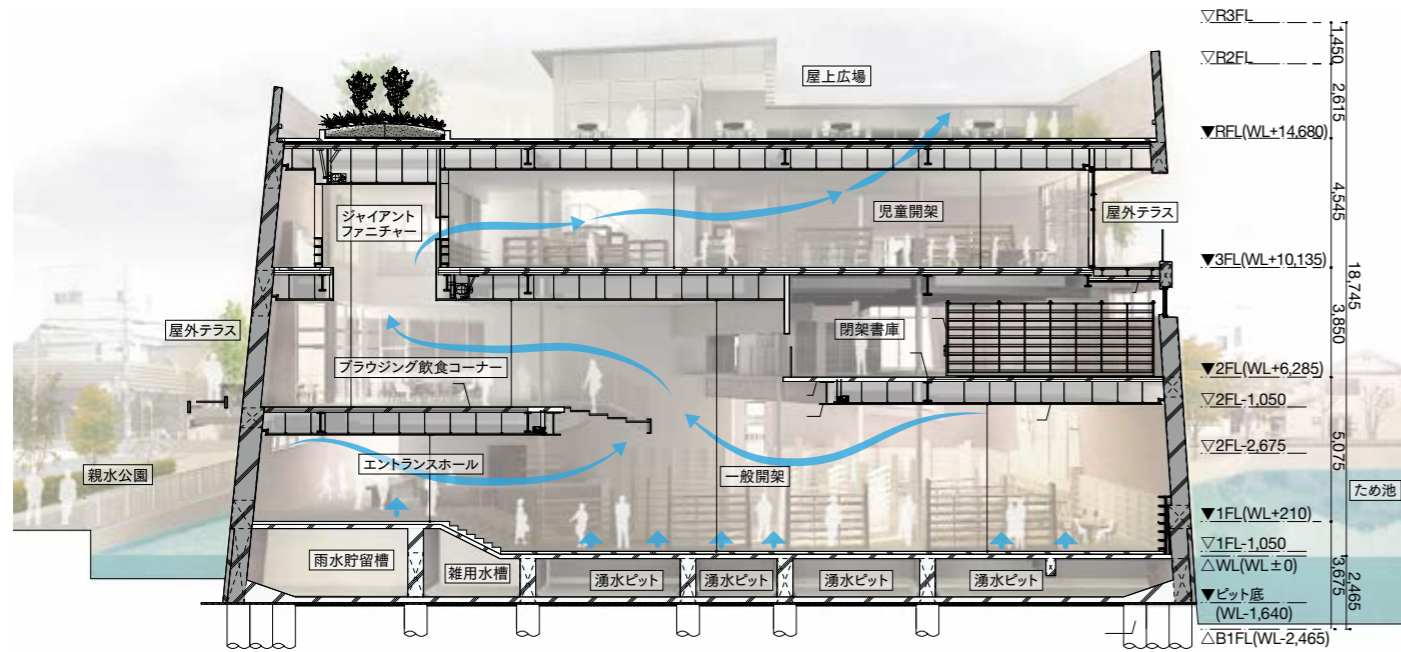 屋上広場
ジャイアント
ファニチャー
児童開架
屋外テラス
屋外テラス
閉架書庫
ブラウジング飲食コーナー
エントランスホール
一般開架
親水公園
ため池
雨水貯留槽
雑用水槽
湧水ピット
湧水ピット
湧水ピット
湧水ピット
▽R3FL
1,450
▽R2FL
2,615
▼RFL(WL+14,680)
4,545
▼3FL(WL+10,135)
18,745
3,850
▼2FL(WL+6,285)
▽2FL-1,050
▽2FL-2,675
5,075
▼1FL(WL+210)
▽1FL-1,050
△WL(WL±0)
3,675
2,465
▼ピット底
(WL-1,640)
△B1FL(WL-2,465)